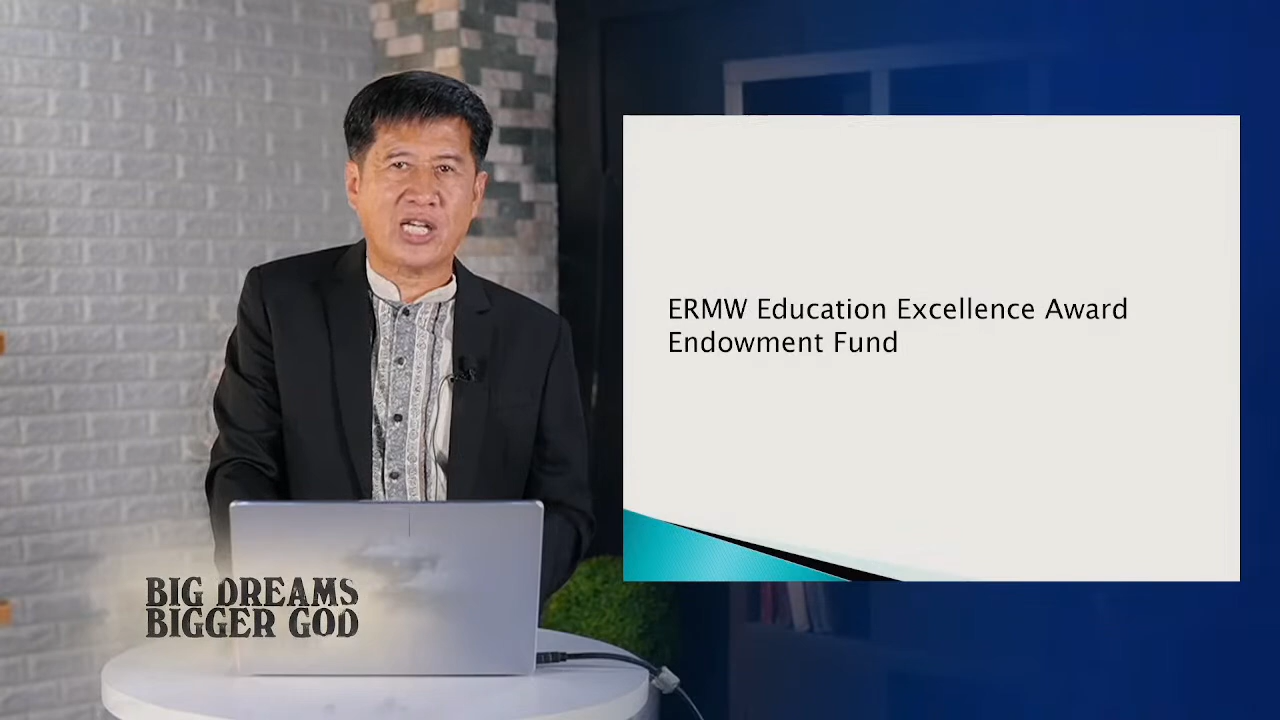 ERMW Education Excellence Award
Endowment Fund
BIG DREAMS
BIGGER GOD